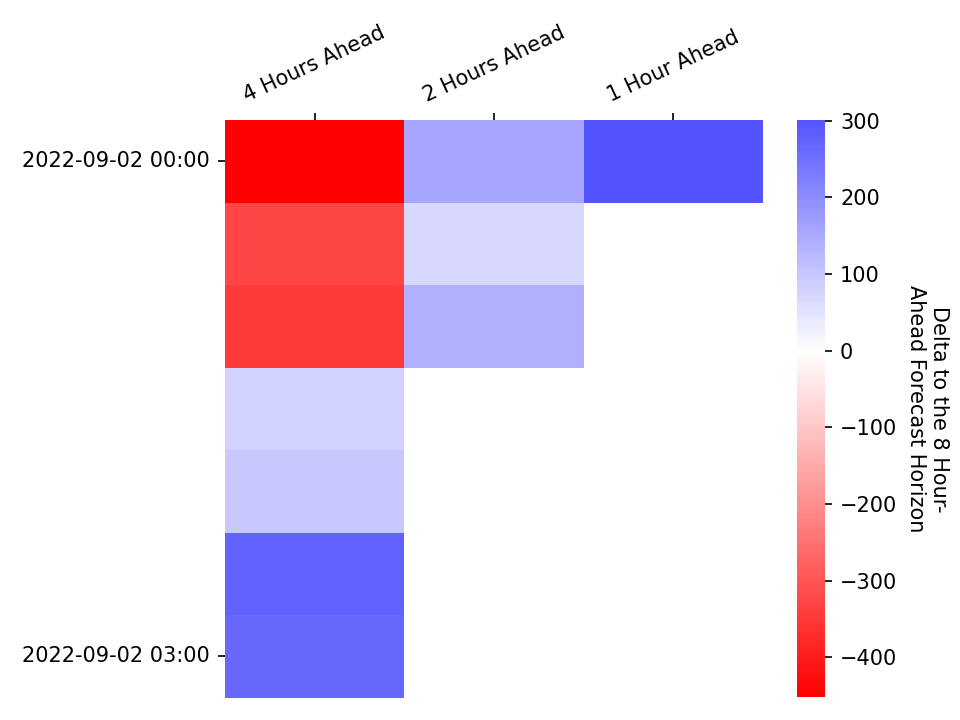 4 Hours Ahead
2 Hours Ahead
1 Hour Ahead
2022-09-02 00:00
2022-09-02 03:00
300
200
100
0
−100
−200
−300
−400
Delta to the 8 Hour-
Ahead Forecast Horizon